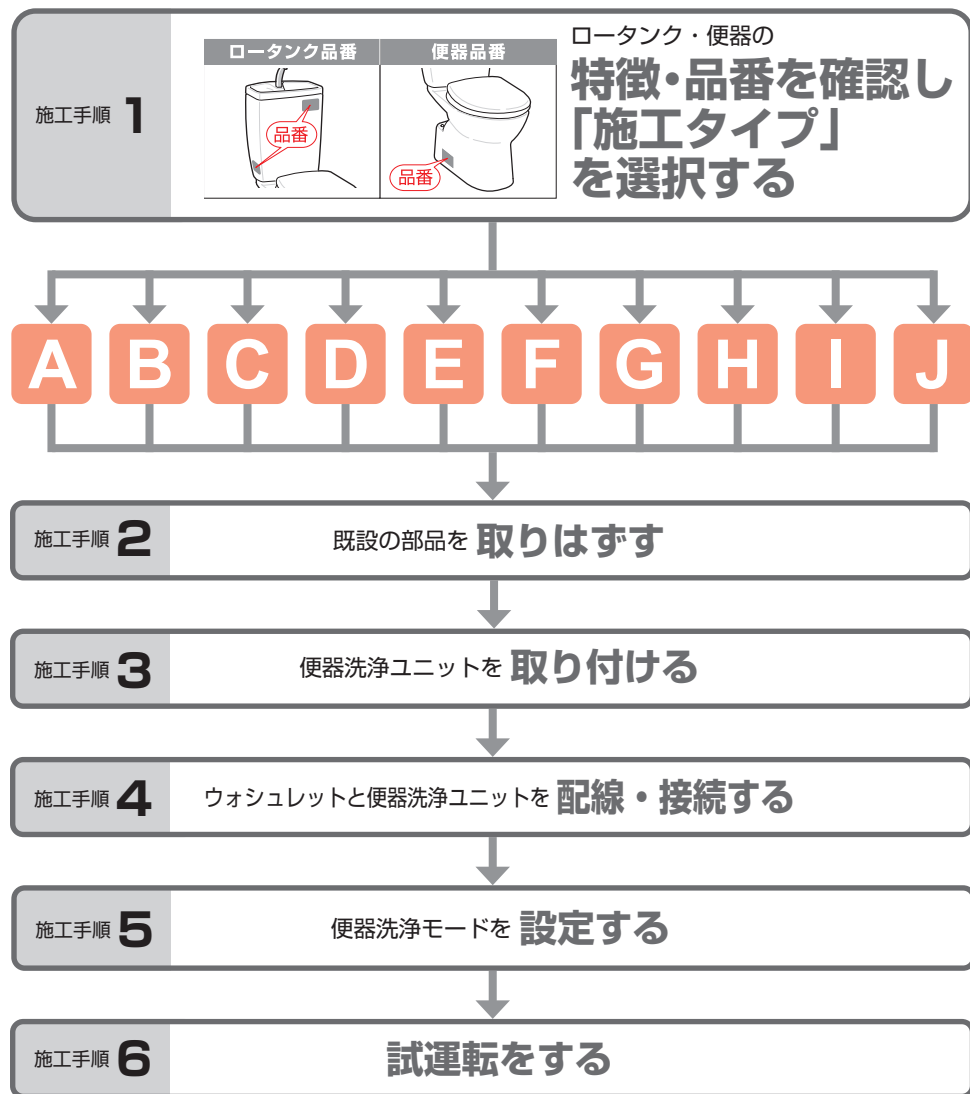 施工手順 1
ロータンク品番
便器品番
品番
品番
ロータンク・便器の
特徴・品番を確認し
「施工タイプ」
を選択する
A B C D E F G H I J
施工手順 2
既設の部品を 取りはずす
施工手順 3
便器洗浄ユニットを 取り付ける
施工手順 4
ウォシュレットと便器洗浄ユニットを 配線・接続する
施工手順 5
便器洗浄モードを 設定する
施工手順 6
試運転をする